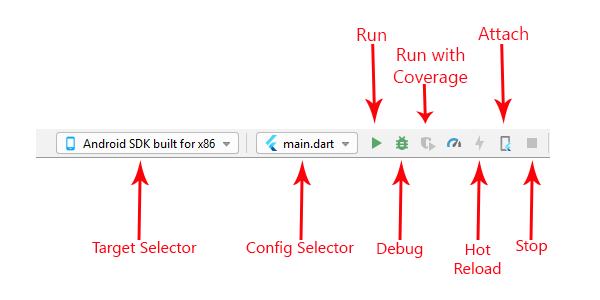 Run
Run with
Coverage
Attach
Android SDK built for x86
main.dart
Target Selector
Config Selector
Debug
Hot
Reload
Stop